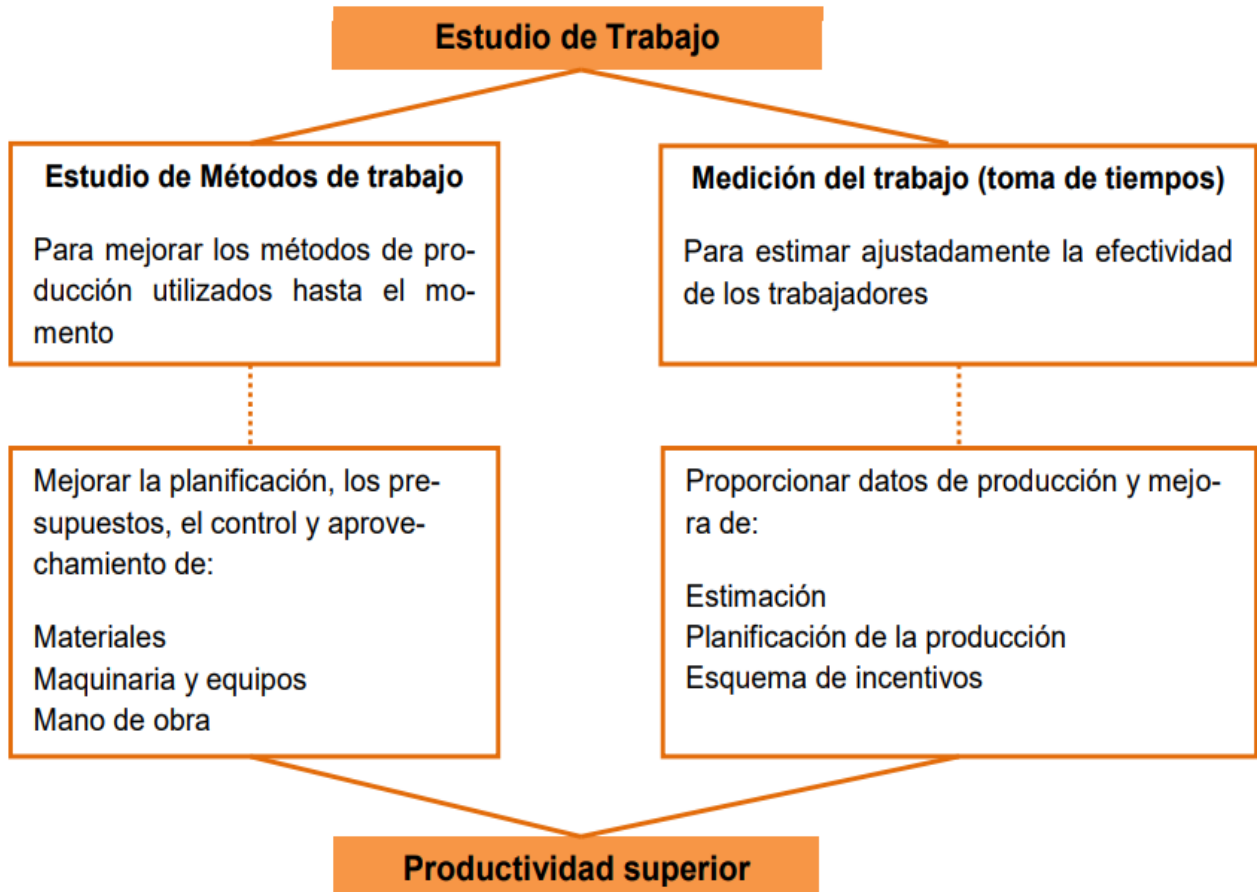 Estudio de Trabajo
Estudio de Métodos de trabajo
Para mejorar los métodos de pro-
ducción utilizados hasta el mo-
mento
Medición del trabajo (toma de tiempos)
Para estimar ajustadamente la efectividad
de los trabajadores
Mejorar la planificación, los pre-
supuestos, el control y aprove-
chamiento de:
Materiales
Maquinaria y equipos
Mano de obra
Proporcionar datos de producción y mejo-
ra de:
Estimación
Planificación de la producción
Esquema de incentivos
Productividad superior